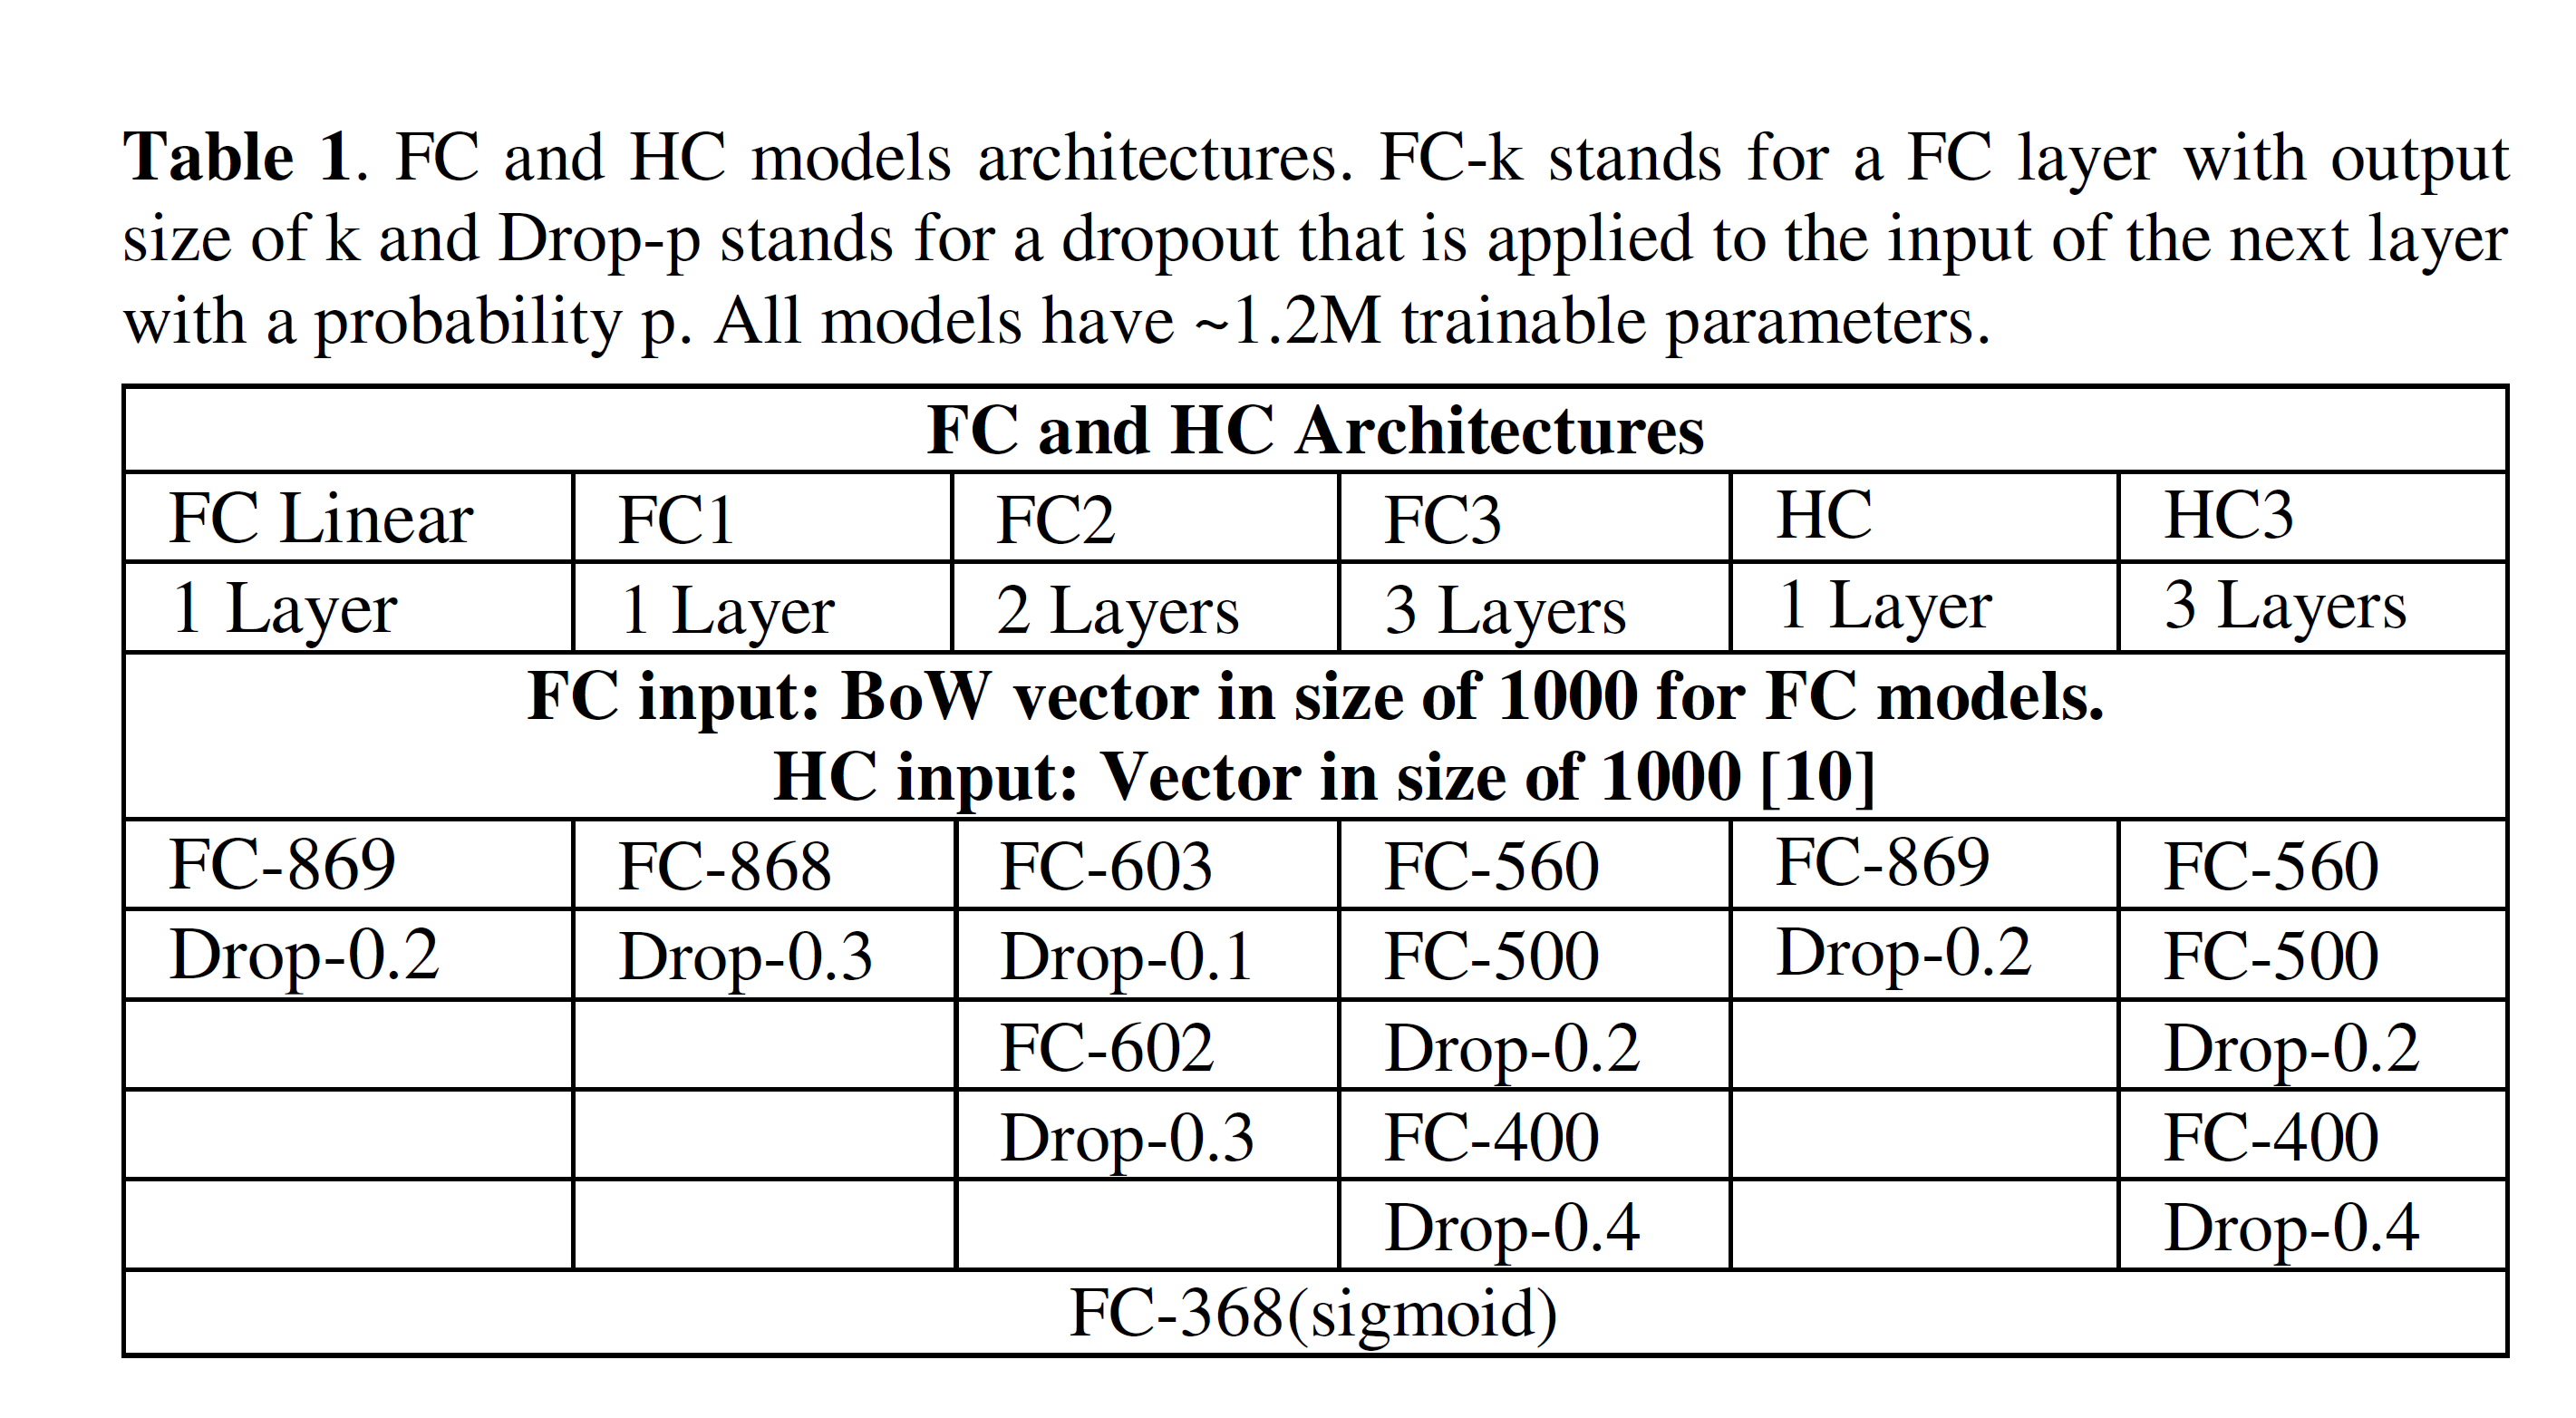 Table 1. FC and HC models architectures. FC-k stands for a FC layer with output
size of k and Drop-p stands for a dropout that is applied to the input of the next layer
with a probability p. All models have ~1.2M trainable parameters.
FC and HC Architectures
FC Linear FC1 FC2 FC3 HC HC3
1 Layer 1 Layer 2 Layers 3 Layers 1 Layer 3 Layers
FC input: BoW vector in size of 1000 for FC models.
HC input: Vector in size of 1000 [10]
FC-869 FC-868 FC-603 FC-560 FC-869 FC-560
Drop-0.2 Drop-0.3 Drop-0.1 FC-500 Drop-0.2 FC-500
FC-602 Drop-0.2 Drop-0.2
Drop-0.3 FC-400 FC-400
Drop-0.4 Drop-0.4
FC-368(sigmoid)